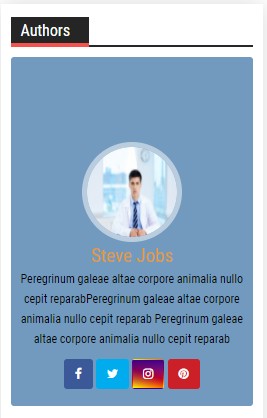 Authors
Steve Jobs
Peregrinum galeae altae corpore animalia nullo
cepit reparabPeregrinum galeae altae corpore
animalia nullo cepit reparab Peregrinum galeae
altae corpore animalia nullo cepit reparab